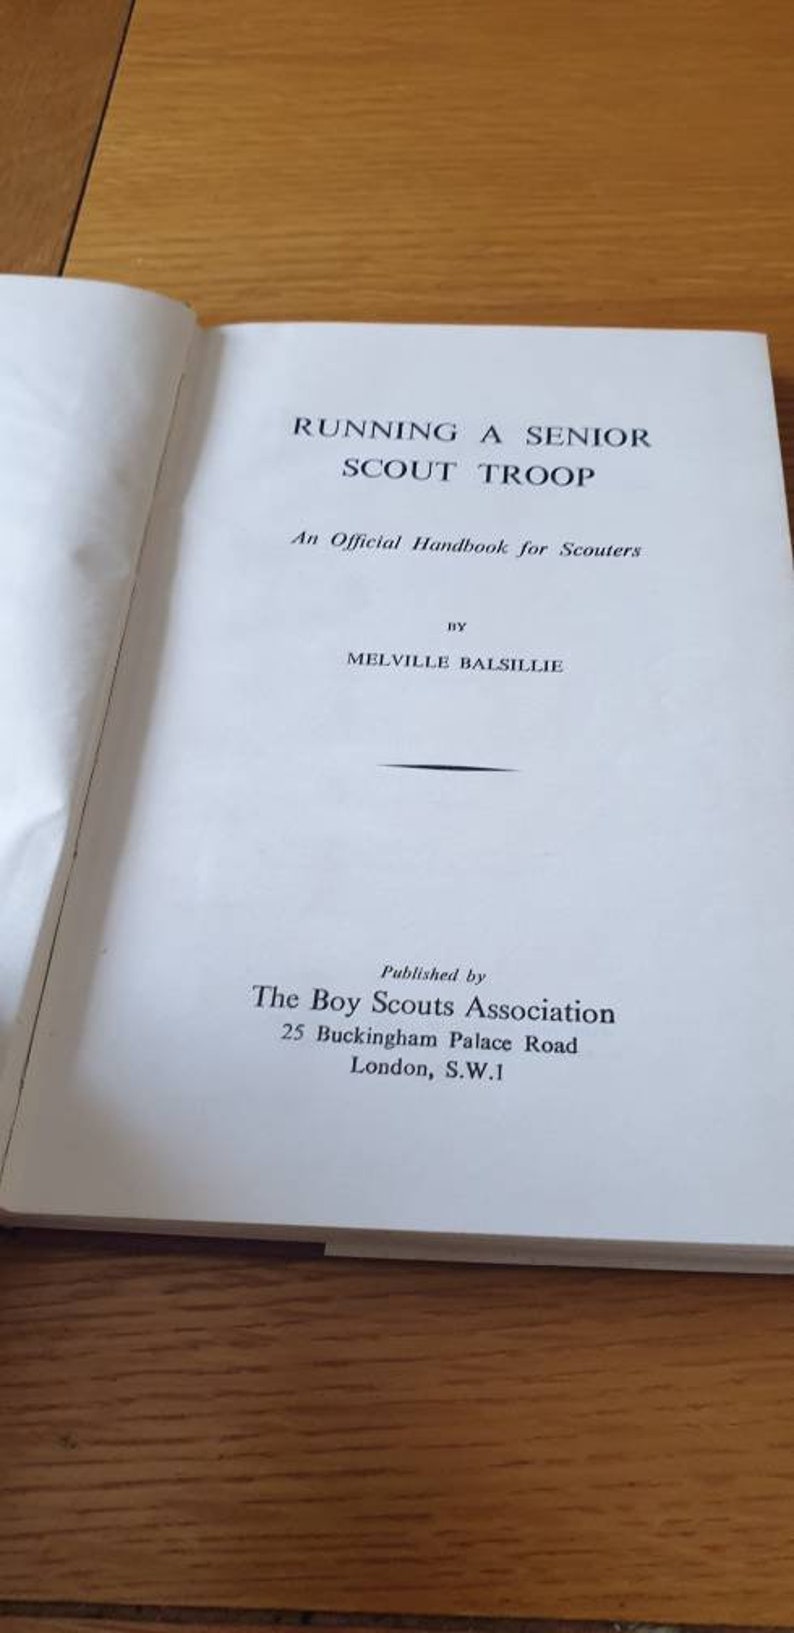 RUNNING A SENIOR
SCOUT TROOP
An Official Handbook for Scouters
BY
MELVILLE BALSILLIE
Published by
The Boy Scouts Association
25 Buckingham Palace Road
London, S.W.1